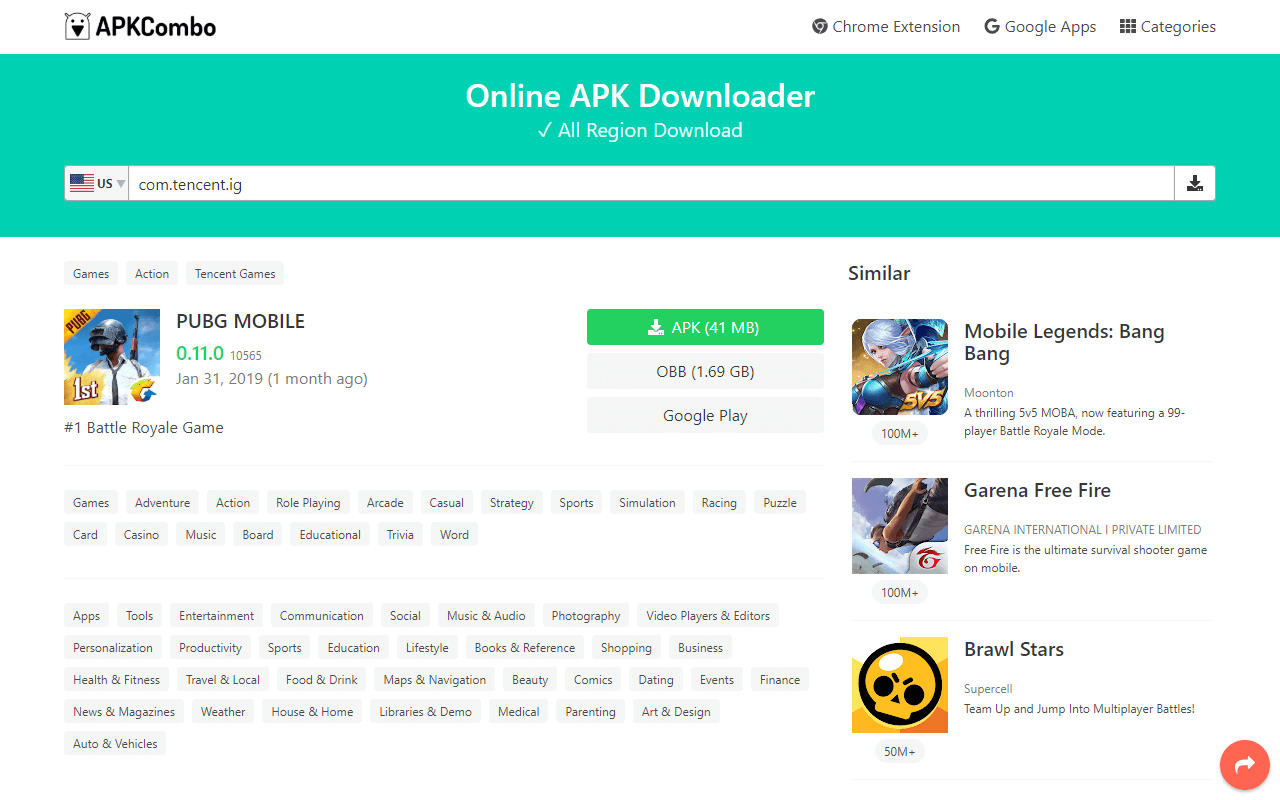 APKCombo
Chrome Extension
Google Apps
Categories
Online APK Downloader
✓ All Region Download
US
com.tencent.ig
Games Action Tencent Games
PUBG
1st
PUBG MOBILE
0.11.0 10565
Jan 31, 2019 (1 month ago)
#1 Battle Royale Game
APK (41 MB)
OBB (1.69 GB)
Google Play
Games Adventure Action Role Playing Arcade Casual Strategy Sports Simulation Racing Puzzle
Card Casino Music Board Educational Trivia Word
Apps Tools Entertainment Communication Social Music & Audio Photography Video Players & Editors
Personalization Productivity Sports Education Lifestyle Books & Reference Shopping Business
Health & Fitness Travel & Local Food & Drink Maps & Navigation Beauty Comics Dating Events Finance
News & Magazines Weather House & Home Libraries & Demo Medical Parenting Art & Design
Auto & Vehicles
Similar
5V5
100M+
Mobile Legends: Bang
Bang
Moonton
A thrilling 5v5 MOBA, now featuring a 99-
player Battle Royale Mode.
100M+
Garena Free Fire
GARENA INTERNATIONAL I PRIVATE LIMITED
Free Fire is the ultimate survival shooter game
on mobile.
50M+
Brawl Stars
Supercell
Team Up and Jump Into Multiplayer Battles!